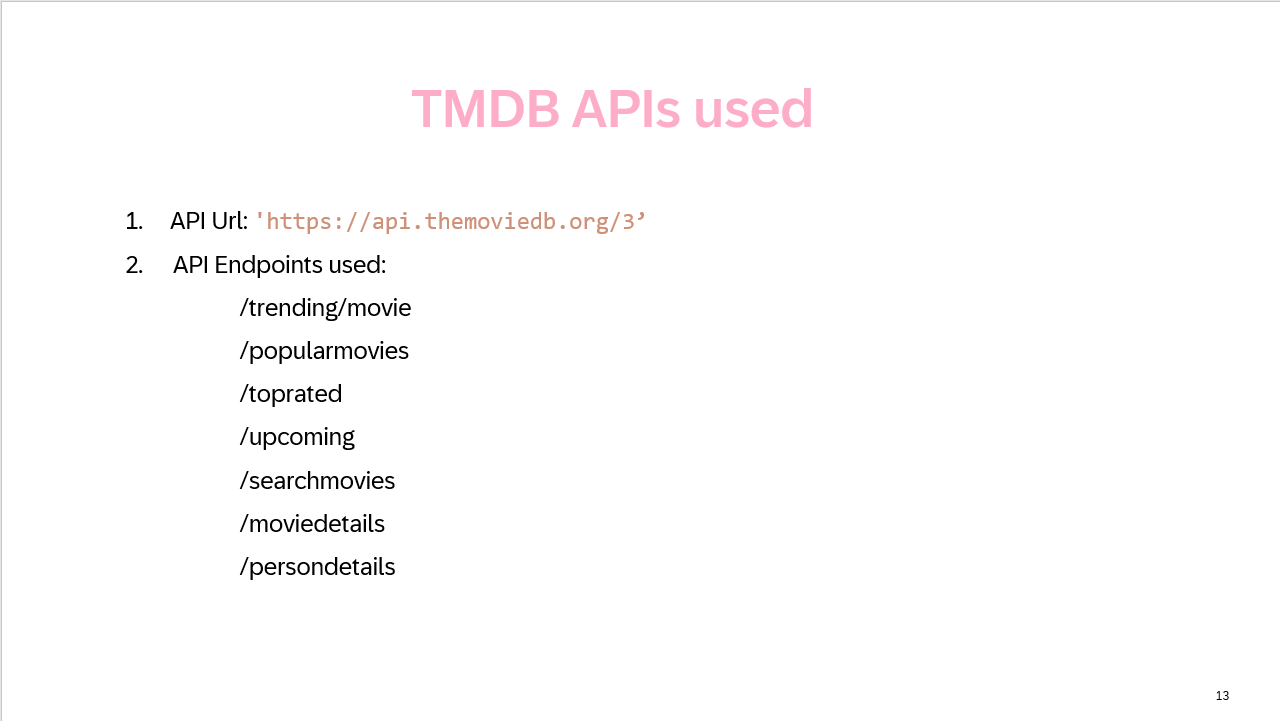 TMDB APIs used
1. API Url: 'https://api.themoviedb.org/3’
2. API Endpoints used:
/trending/movie
/popularmovies
/toprated
/upcoming
/searchmovies
/moviedetails
/persondetails
13